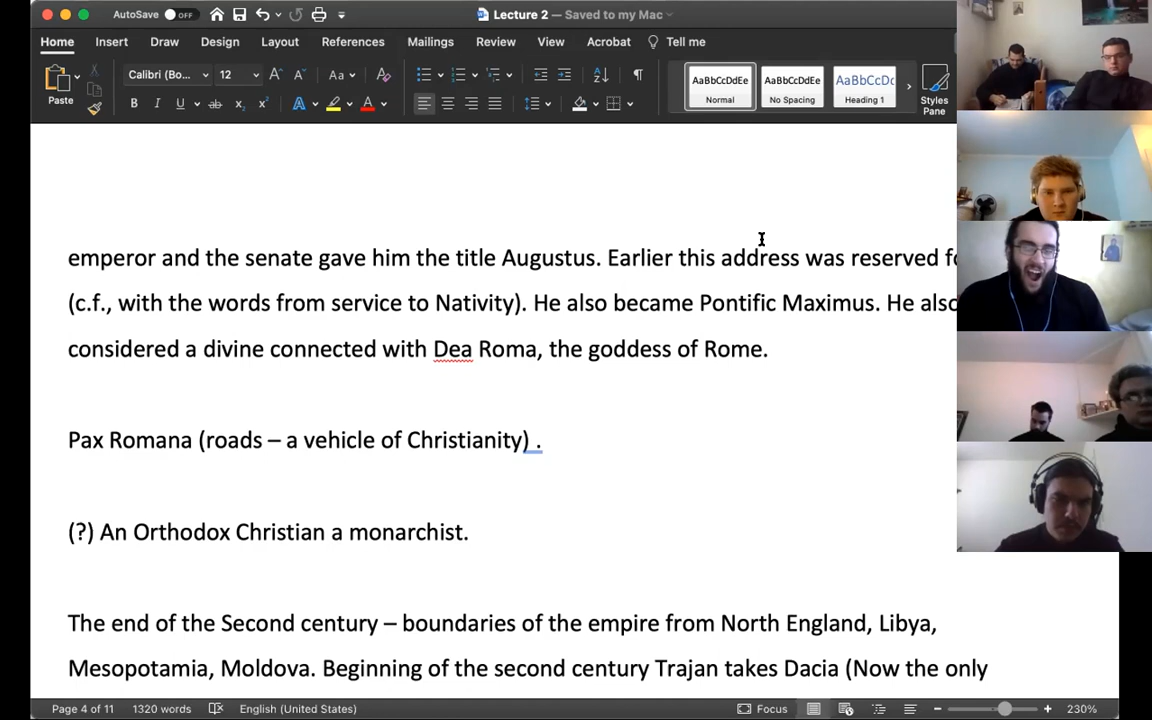 AutoSave OFF
Lecture 2 — Saved to my Mac
Home Insert Draw Design Layout References Mailings Review View Acrobat Tell me
Paste
Calibri (Bo... 12
Aa
AaBbCcDdEe AaBbCcDdEe AaBbCcDc
Normal No Spacing Heading 1
Styles
Pane
B I U ab x₂ x² A A
emperor and the senate gave him the title Augustus. Earlier this address was reserved fo
(c.f., with the words from service to Nativity). He also became Pontific Maximus. He also
considered a divine connected with Dea Roma, the goddess of Rome.
Pax Romana (roads – a vehicle of Christianity) .
(?) An Orthodox Christian a monarchist.
The end of the Second century – boundaries of the empire from North England, Libya,
Mesopotamia, Moldova. Beginning of the second century Trajan takes Dacia (Now the only
Page 4 of 11 1320 words English (United States) Focus 230%